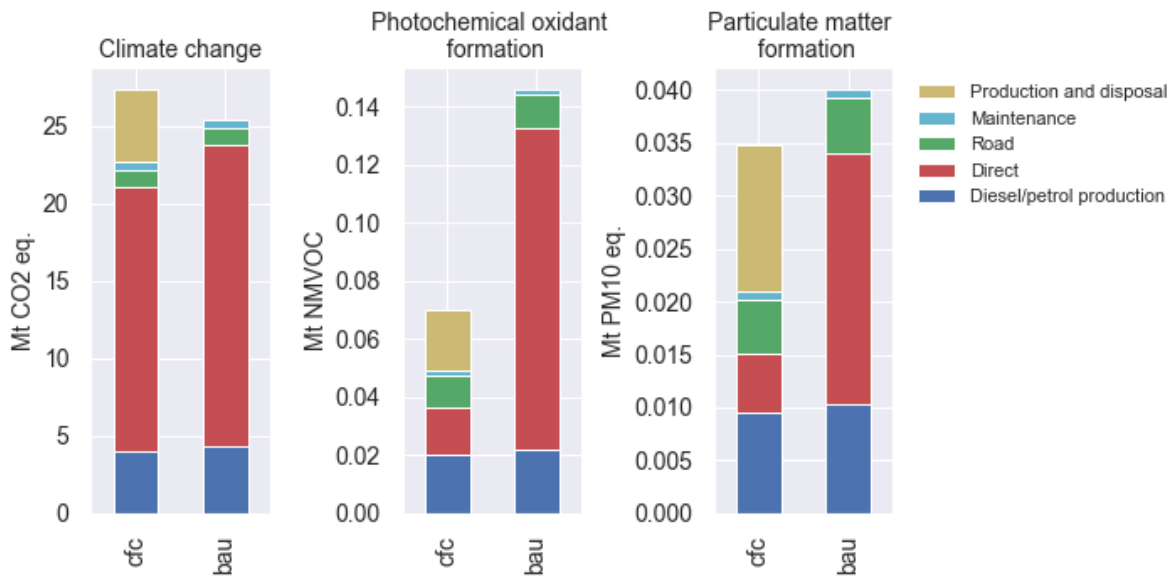 Climate change
Mt CO2 eq.
25
20
15
10
5
0
cfc
bau
Photochemical oxidant
formation
Mt NMVOC
0.14
0.12
0.10
0.08
0.06
0.04
0.02
0.00
cfc
bau
Particulate matter
formation
Mt PM10 eq.
0.040
0.035
0.030
0.025
0.020
0.015
0.010
0.005
0.000
cfc
bau
Production and disposal
Maintenance
Road
Direct
Diesel/petrol production